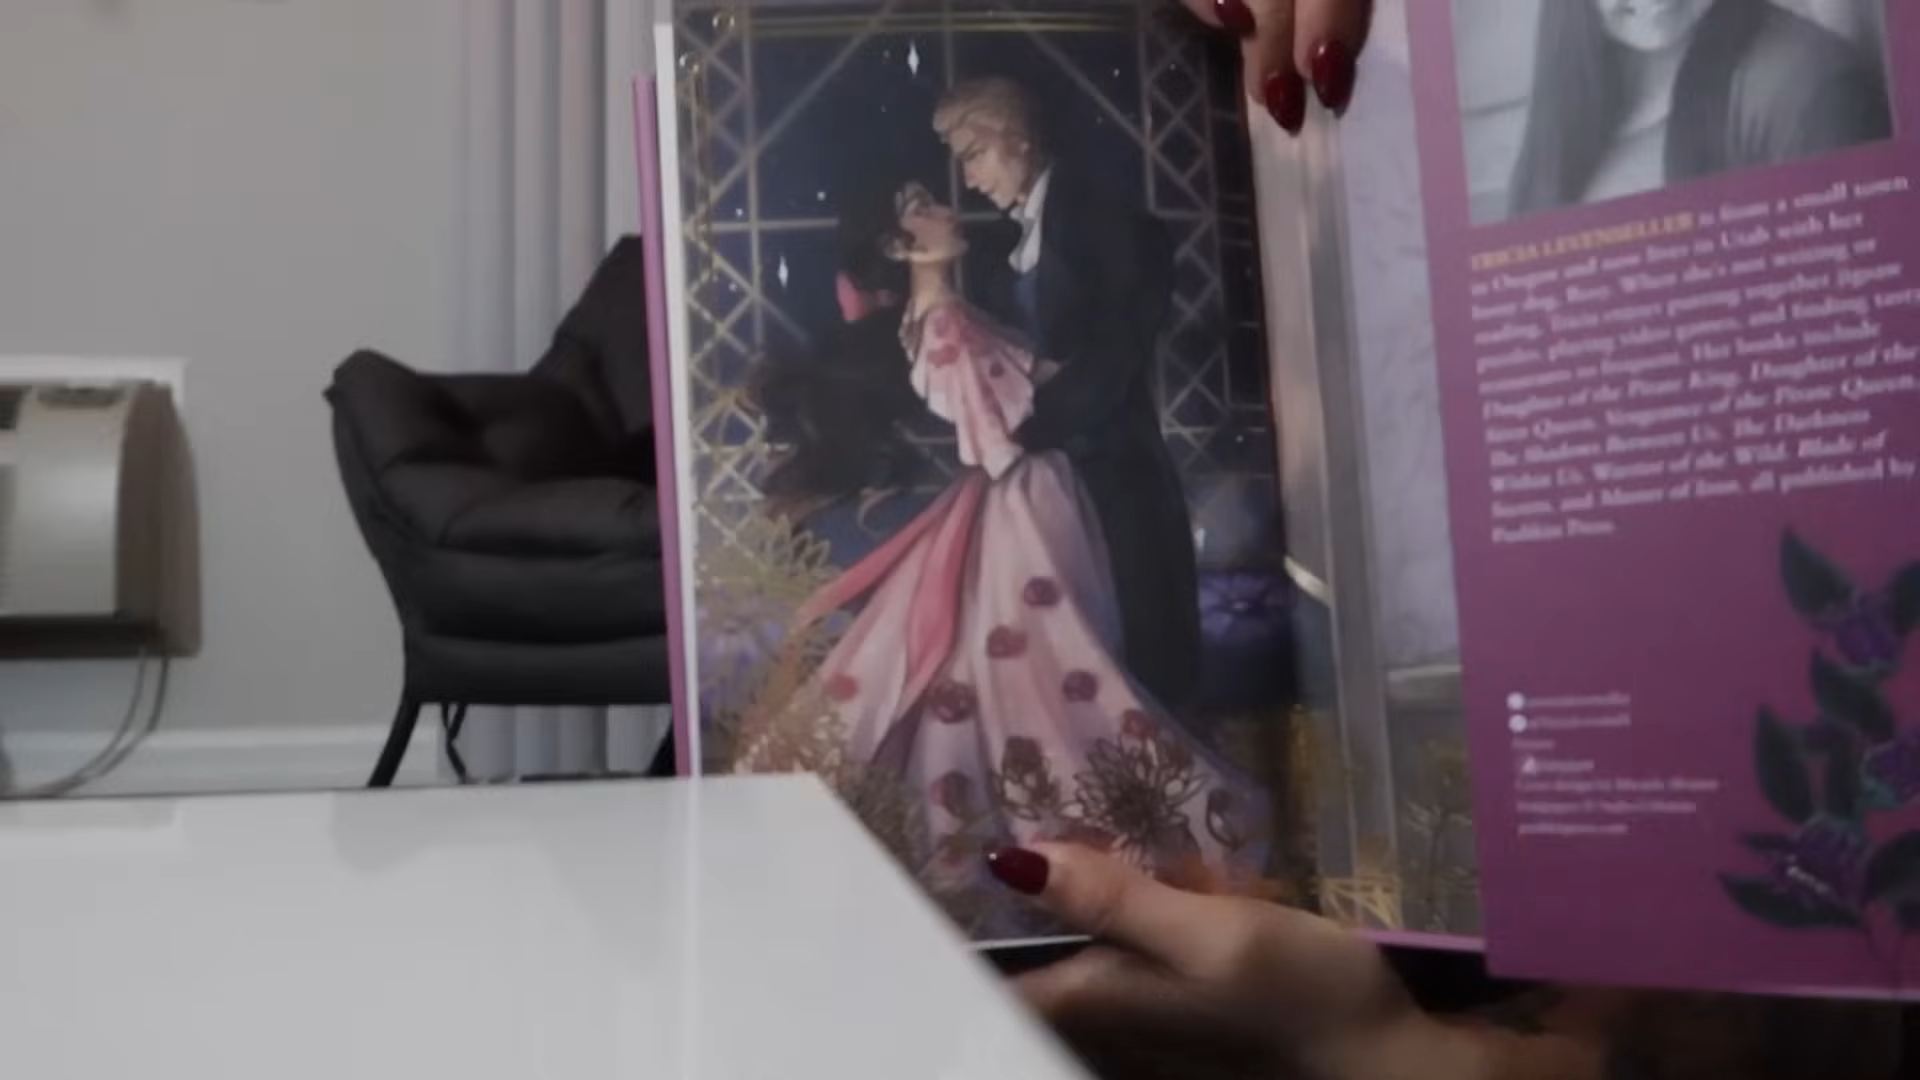 TRICIA LEVENSELLER is from a small town
in Oregon and now lives in Utah with her
bossy dog, Rosy. When she's not writing or
reading, Tricia enjoys putting together jigsaw
puzzles, playing video games, and finding tasty
restaurants to frequent. Her books include
Daughter of the Pirate King, Daughter of the
Siren Queen, Vengeance of the Pirate Queen,
The Shadows Between Us, The Darkness
Within Us, Warrior of the Wild, Blade of
Secrets, and Master of Iron, all published by
Pushkin Press.